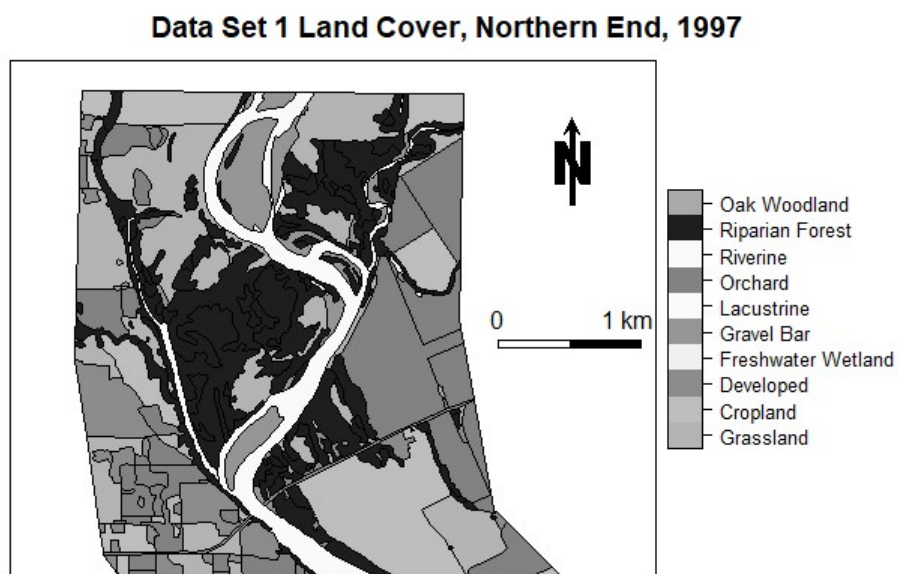 Data Set 1 Land Cover, Northern End, 1997
N
0 1 km
Oak Woodland
Riparian Forest
Riverine
Orchard
Lacustrine
Gravel Bar
Freshwater Wetland
Developed
Cropland
Grassland